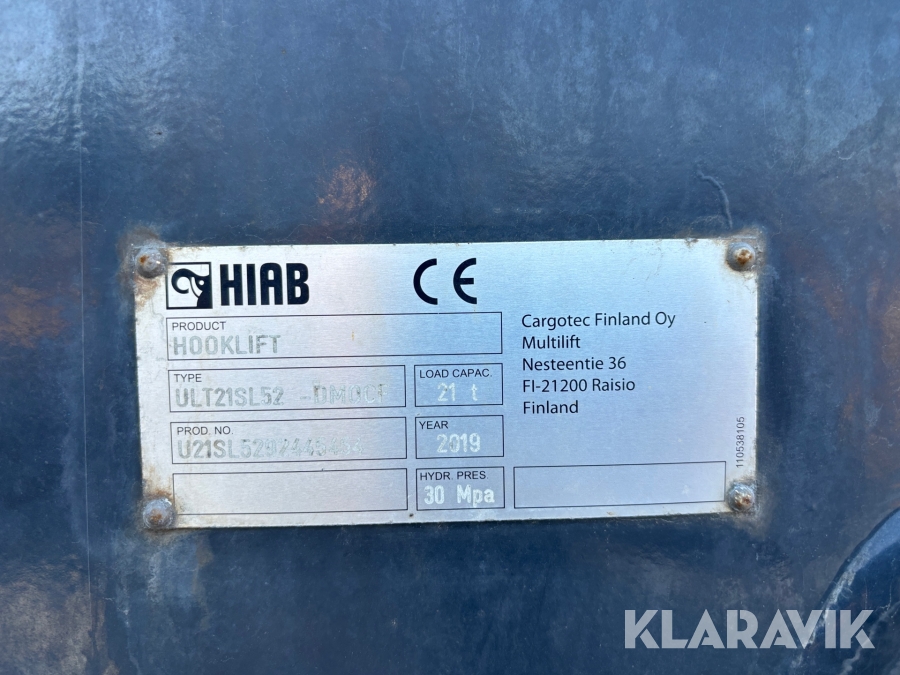 HIAB
CE
PRODUCT
HOOKLIFT
TYPE
ULT21SL52
LOAD CAPAC.
21 t
PROD. NO.
YEAR
2019
HYDR. PRES.
30 Mpa
Cargotec Finland Oy
Multilift
Nesteentie 36
FI-21200 Raisio
Finland
110538105
KLARAVIK